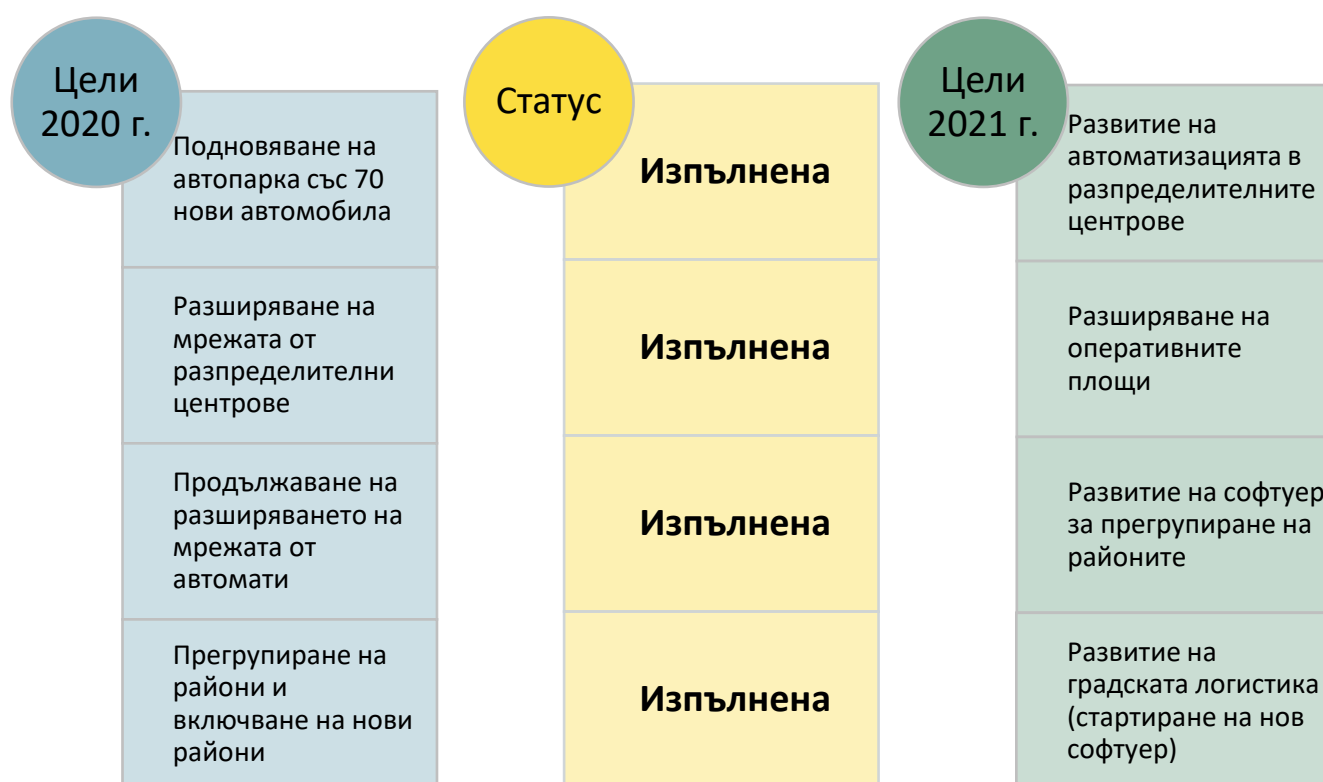 Цели
2020 г.
Подновяване на
автопарка със 70
нови автомобила
Разширяване на
мрежата от
разпределителни
центрове
Продължаване на
разширяването на
мрежата от
автомати
Прегрупиране на
райони и
включване на нови
райони
Статус
Изпълнена
Изпълнена
Изпълнена
Изпълнена
Цели
2021 г.
Развитие на
автоматизацията в
разпределителните
центрове
Разширяване на
оперативните
площи
Развитие на софтуер
за прегрупиране на
районите
Развитие на
градската логистика
(стартиране на нов
софтуер)